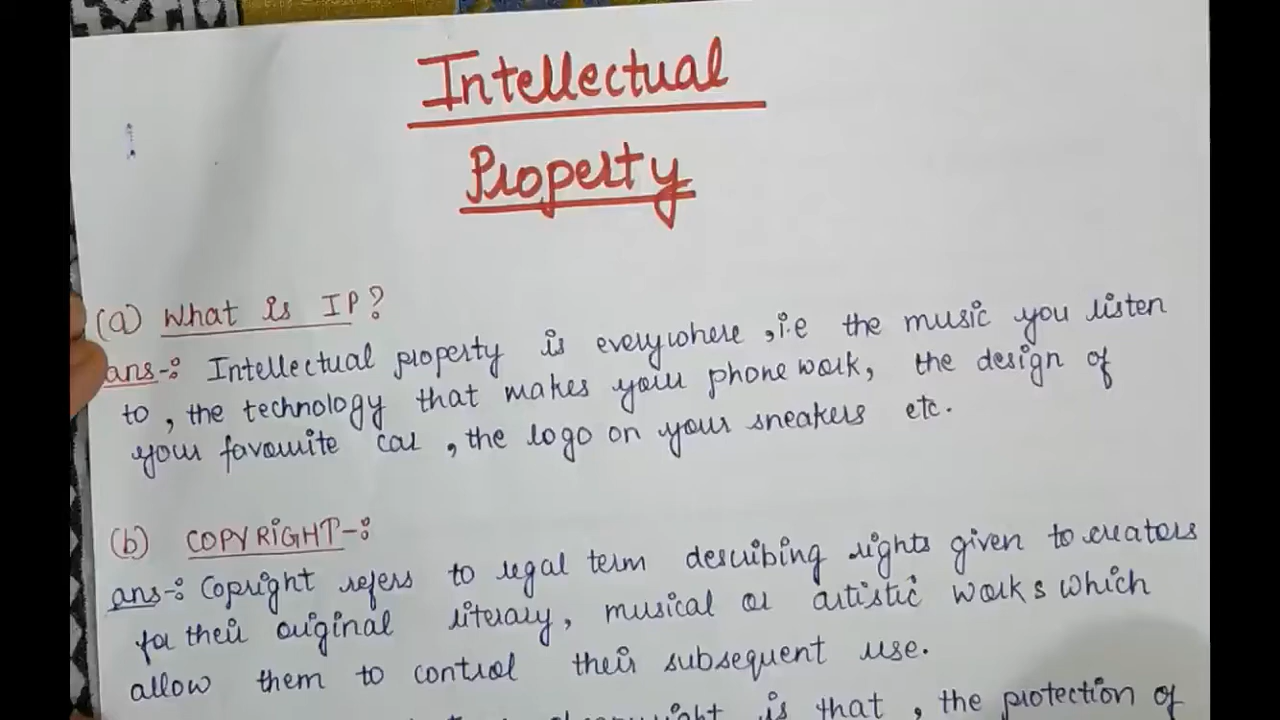 Intellectual
Property
(a) What is IP?
ans-: Intellectual property is everywhere, i.e the music you listen
to, the technology that makes your phone work, the design of
your favourite car, the logo on your sneakers etc.
(b) COPYRIGHT-:
ans-: Copright refers to legal term describing rights given to creators
for their original literary, musical or artistic works which
allow them to control their subsequent use.
is that, the protection of